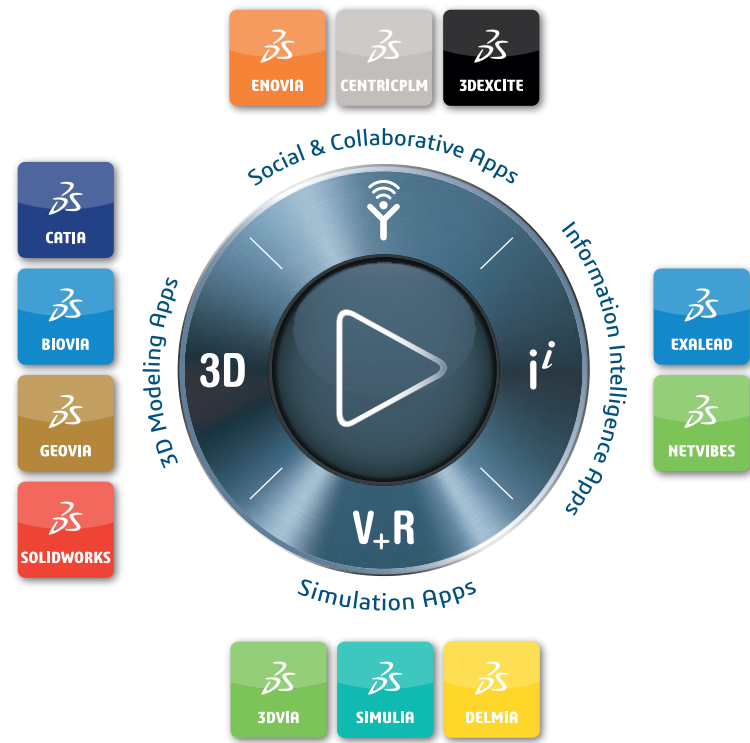 ENOVIA
CENTRICPLM
3DEXCITE
Social & Collaborative Apps
CATIA
BIOVIA
GEOVIA
SOLIDWORKS
3D Modeling Apps
3D
i i
Information Intelligence Apps
EXALEAD
NETVIBES
V+R
Simulation Apps
3DVIA
SIMULIA
DELMIA